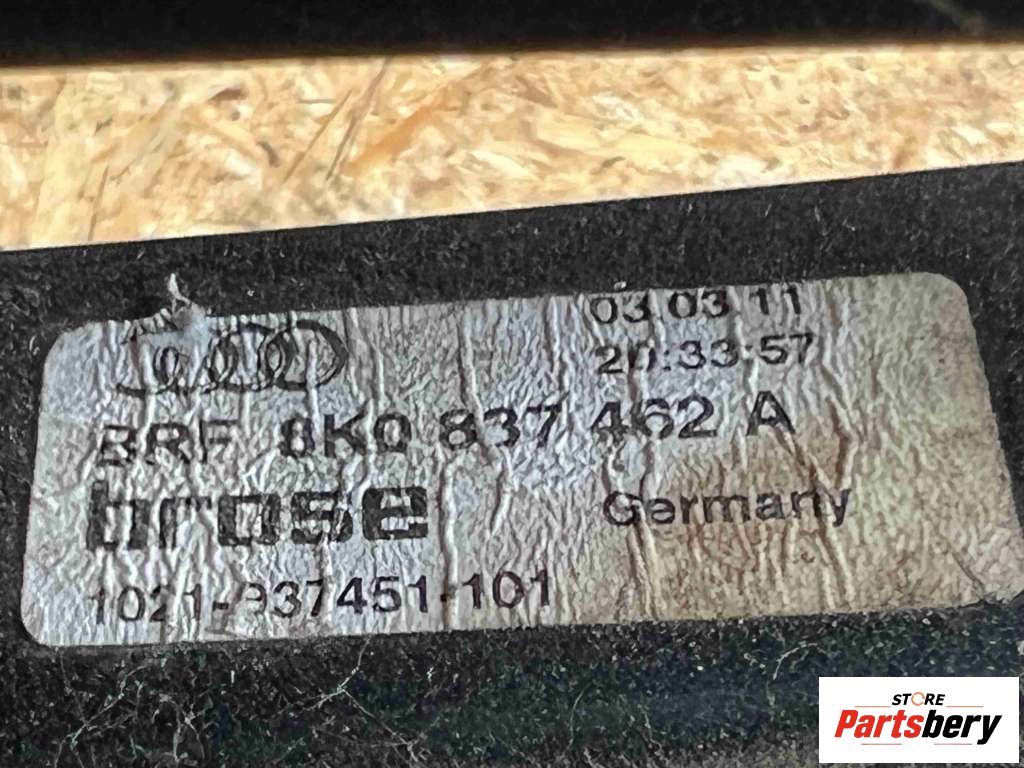 03.03.11
20:33:57
BRF 8K0 837 462 A
brose
Germany
1021-937451-101
STORE
Partsbery